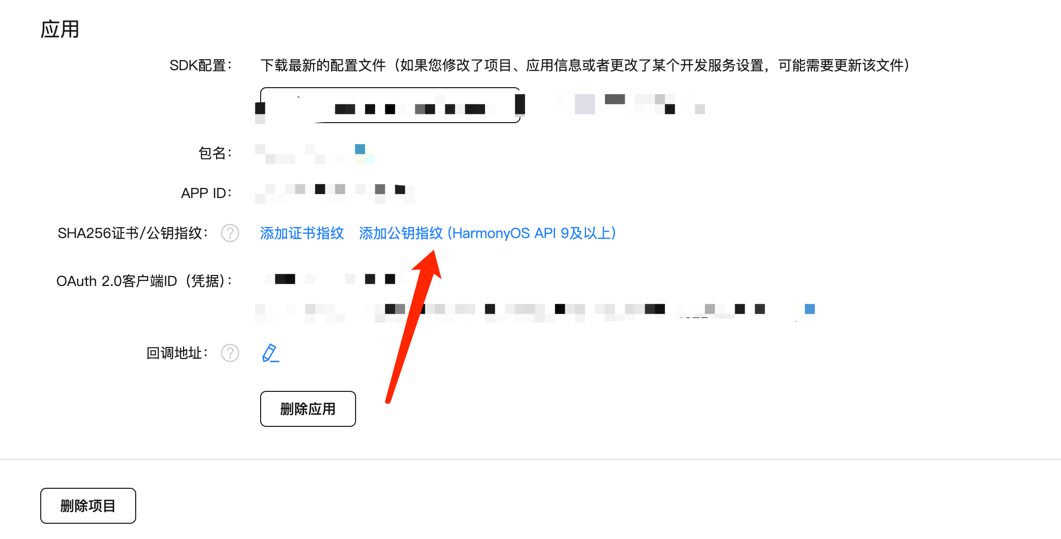 应用
SDK配置： 下载最新的配置文件（如果您修改了项目、应用信息或者更改了某个开发服务设置，可能需要更新该文件）
包名：
APP ID：
SHA256证书/公钥指纹： ? 添加证书指纹 添加公钥指纹 (HarmonyOS API 9及以上)
OAuth 2.0客户端ID（凭据）：
回调地址： ?
删除应用
删除项目